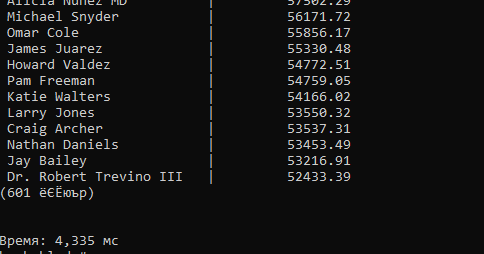 Alicia Nunez MD | 57502.29
Michael Snyder | 56171.72
Omar Cole | 55856.17
James Juarez | 55330.48
Howard Valdez | 54772.51
Pam Freeman | 54759.05
Katie Walters | 54166.02
Larry Jones | 53550.32
Craig Archer | 53537.31
Nathan Daniels | 53453.49
Jay Bailey | 53216.91
Dr. Robert Trevino III | 52433.39
(601 ёЄЁюъր)
Время: 4,335 мс